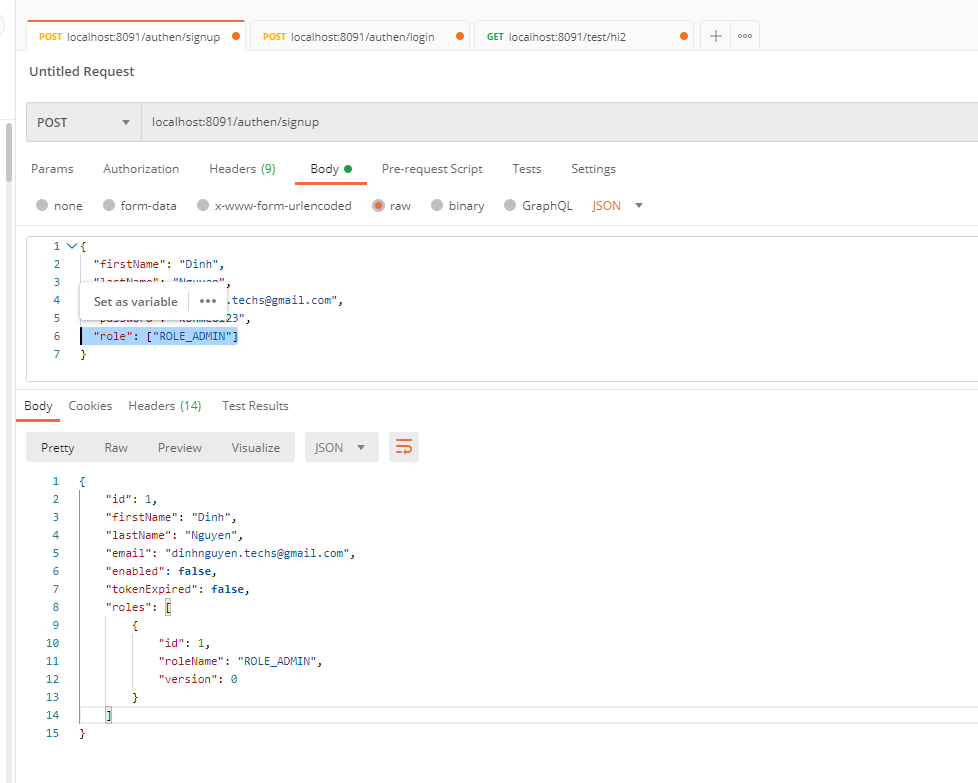 POST localhost:8091/authen/signup
POST localhost:8091/authen/login
GET localhost:8091/test/hi2
Untitled Request
POST localhost:8091/authen/signup
Params Authorization Headers (9) Body Pre-request Script Tests Settings
none form-data x-www-form-urlencoded raw binary GraphQL JSON
1 {
2 "firstName": "Dinh",
3 "lastName": "Nguyen",
4 .techs@gmail.com",
Set as variable
5 "password":
6 "role": ["ROLE_ADMIN"]
7 }
Body Cookies Headers (14) Test Results
Pretty Raw Preview Visualize JSON
1 {
2 "id": 1,
3 "firstName": "Dinh",
4 "lastName": "Nguyen",
5 "email": "dinhnguyen.techs@gmail.com",
6 "enabled": false,
7 "tokenExpired": false,
8 "roles": [
9 {
10 "id": 1,
11 "roleName": "ROLE_ADMIN",
12 "version": 0
13 }
14 ]
15 }